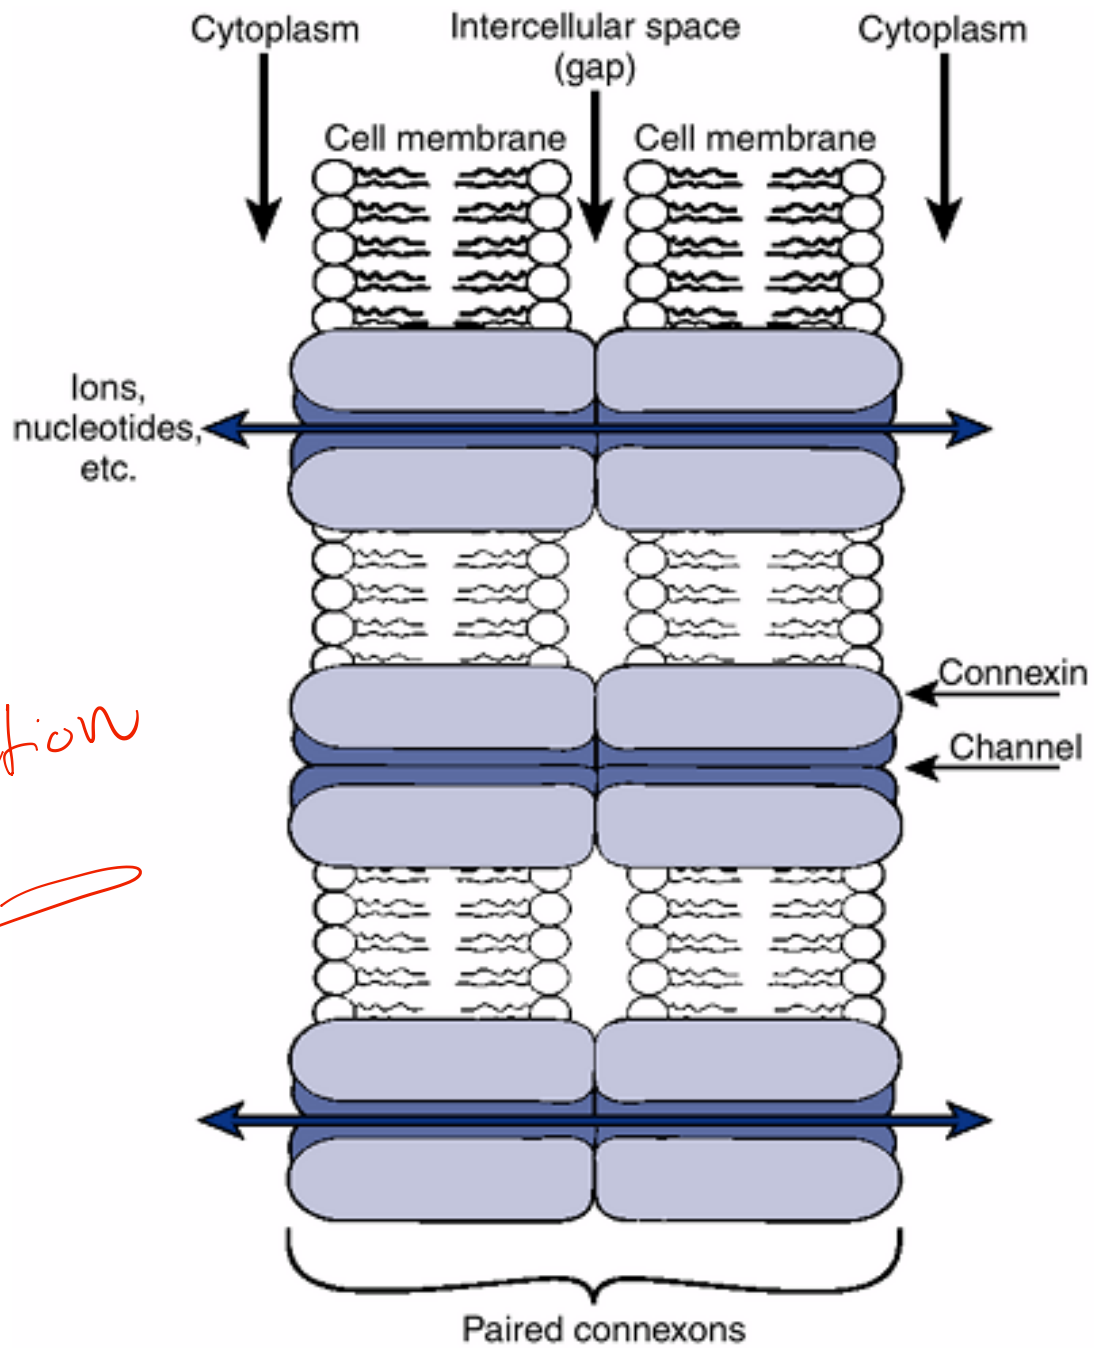 Cytoplasm
Intercellular space
(gap)
Cytoplasm
Cell membrane
Cell membrane
Ions,
nucleotides,
etc.
Connexin
Channel
Paired connexons